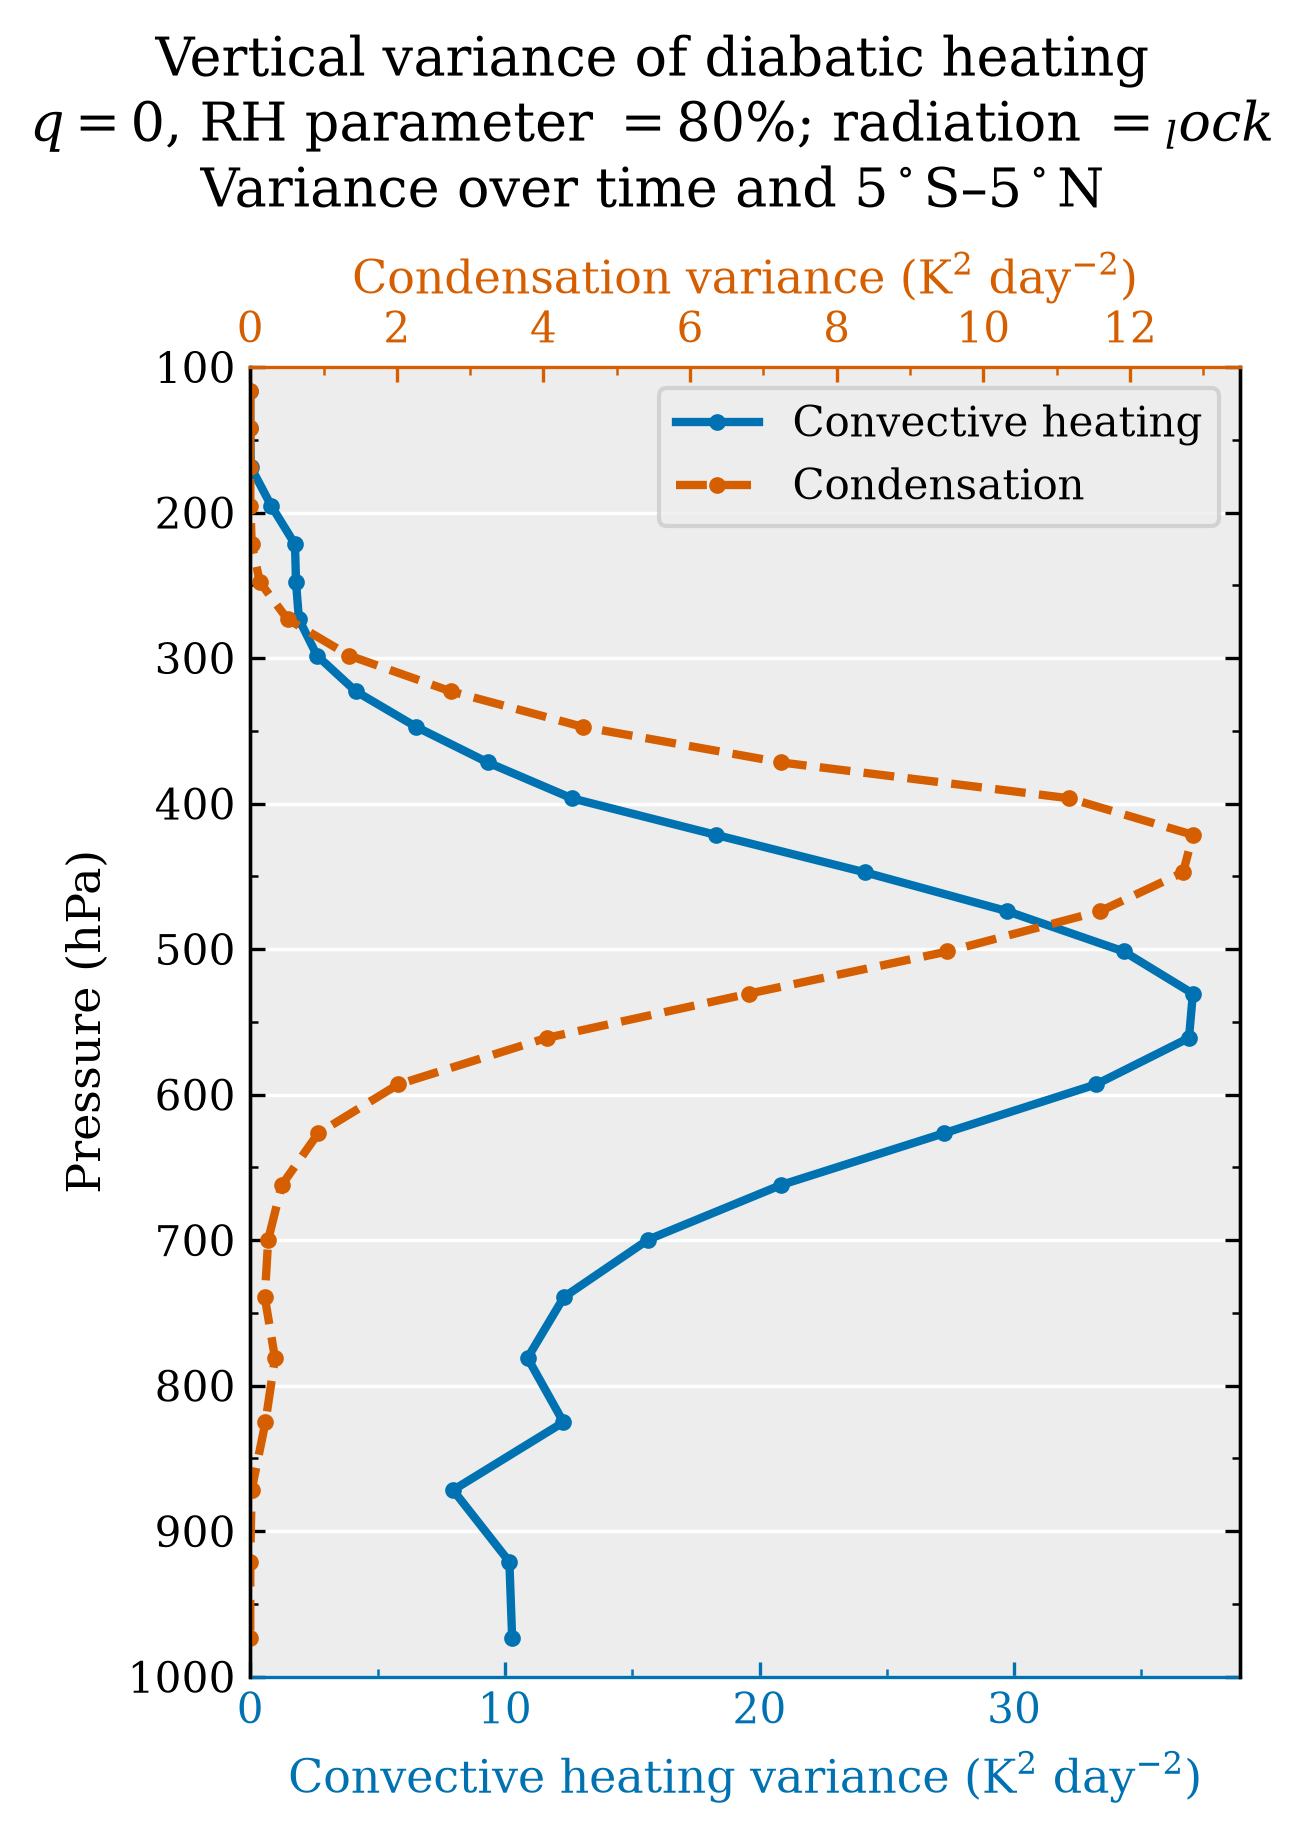 Vertical variance of diabatic heating
q = 0, RH parameter = 80%; radiation = ₗock
Variance over time and 5°S–5°N
Condensation variance (K² day⁻²)
0 2 4 6 8 10 12
Convective heating
Condensation
100
200
300
400
500
600
700
800
900
1000
Pressure (hPa)
0 10 20 30
Convective heating variance (K² day⁻²)